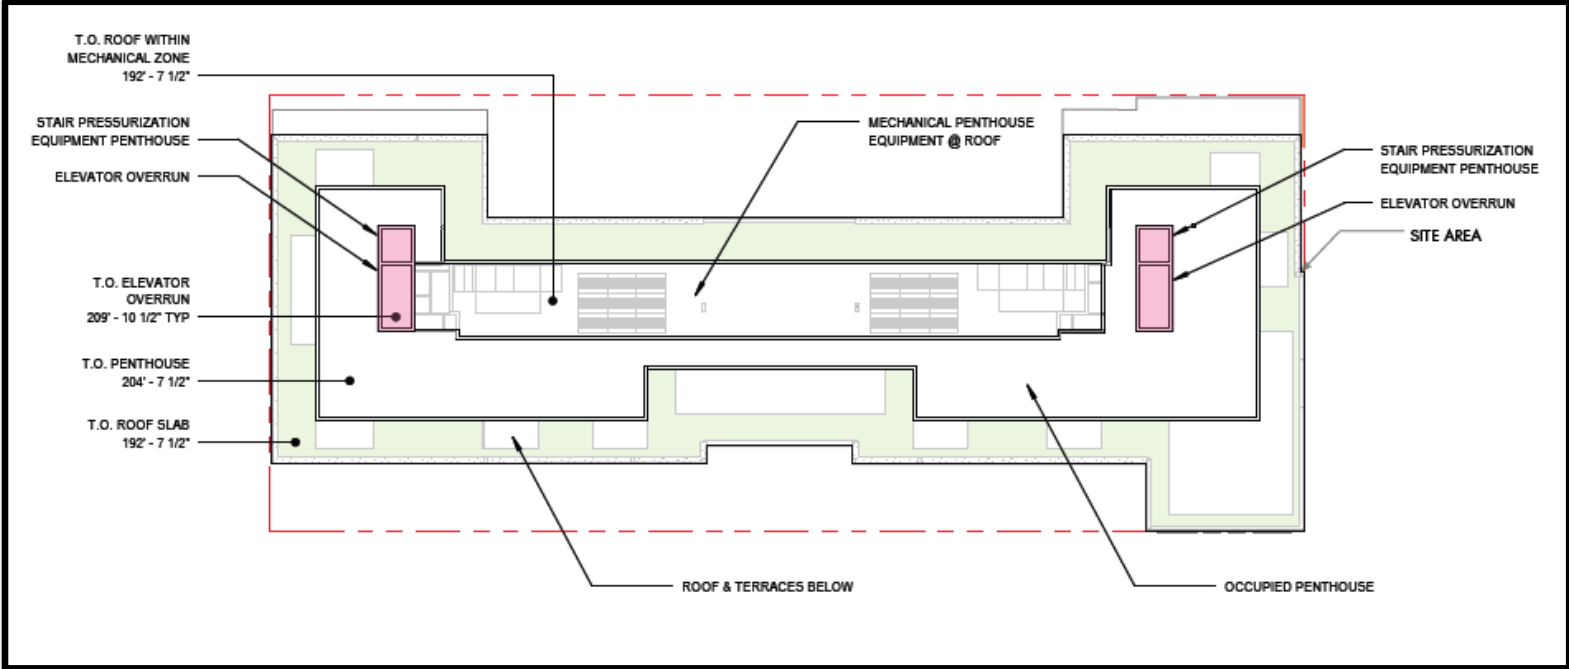 T.O. ROOF WITHIN
MECHANICAL ZONE
192' - 7 1/2"
STAIR PRESSURIZATION
EQUIPMENT PENTHOUSE
ELEVATOR OVERRUN
T.O. ELEVATOR
OVERRUN
209' - 10 1/2" TYP
T.O. PENTHOUSE
204' - 7 1/2"
T.O. ROOF SLAB
192' - 7 1/2"
MECHANICAL PENTHOUSE
EQUIPMENT @ ROOF
STAIR PRESSURIZATION
EQUIPMENT PENTHOUSE
ELEVATOR OVERRUN
SITE AREA
ROOF & TERRACES BELOW
OCCUPIED PENTHOUSE